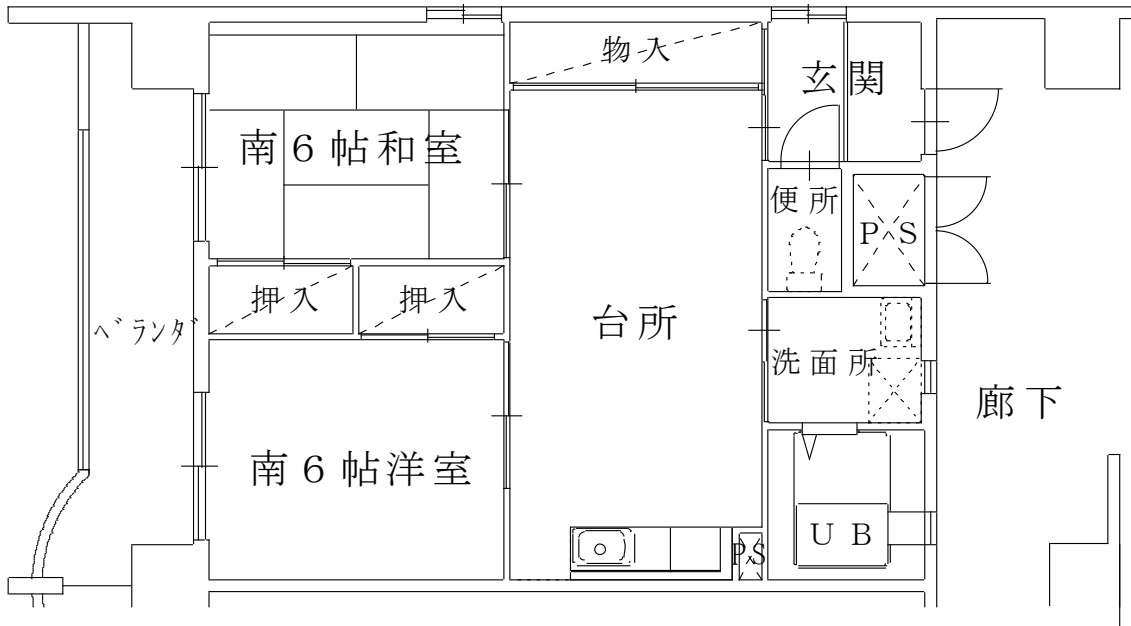 物入
玄関
南６帖和室
便所
ＰＳ
押入
押入
台所
ﾍﾞランダ
洗面所
廊下
南６帖洋室
ＵＢ
PS